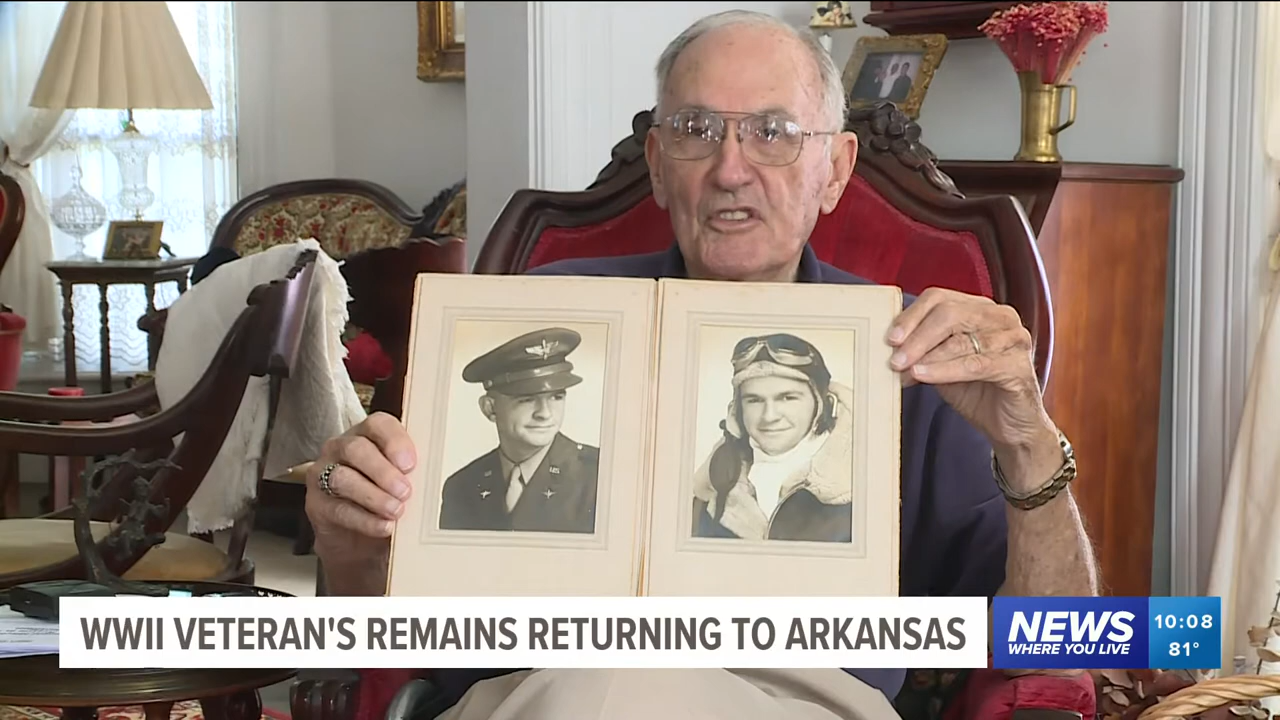 WWII VETERAN'S REMAINS RETURNING TO ARKANSAS
NEWS
WHERE YOU LIVE
10:08
81°